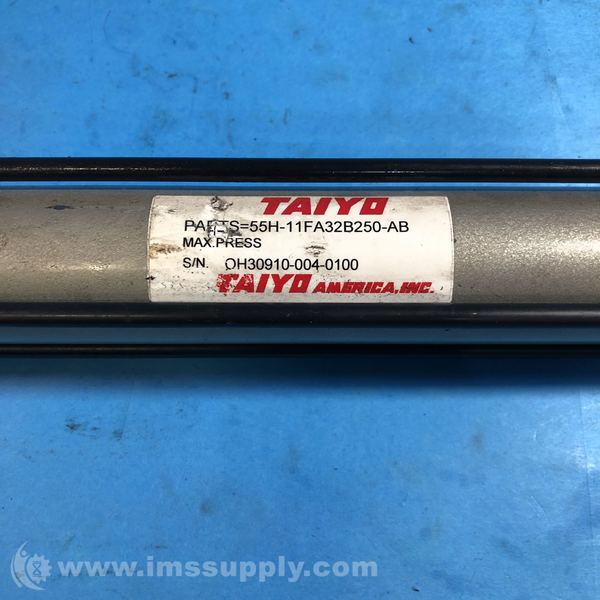 TAIYO
PARTS=55H-11FA32B250-AB
MAX.PRESS
S/N. OH30910-004-0100
TAIYO AMERICA, INC.
www.imssupply.com